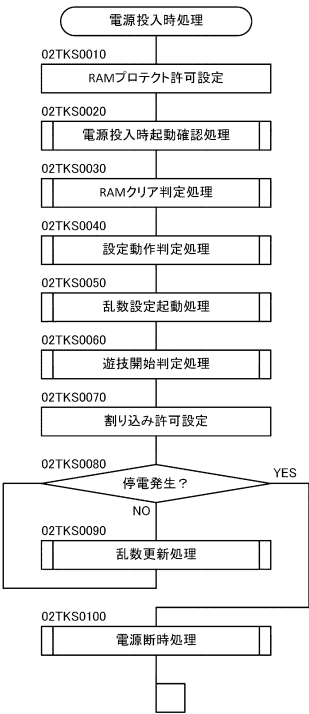 電源投入時処理
02TKS0010
RAMプロテクト許可設定
02TKS0020
電源投入時起動確認処理
02TKS0030
RAMクリア判定処理
02TKS0040
設定動作判定処理
02TKS0050
乱数設定起動処理
02TKS0060
遊技開始判定処理
02TKS0070
割り込み許可設定
02TKS0080
停電発生？
YES
NO
02TKS0090
乱数更新処理
02TKS0100
電源断時処理